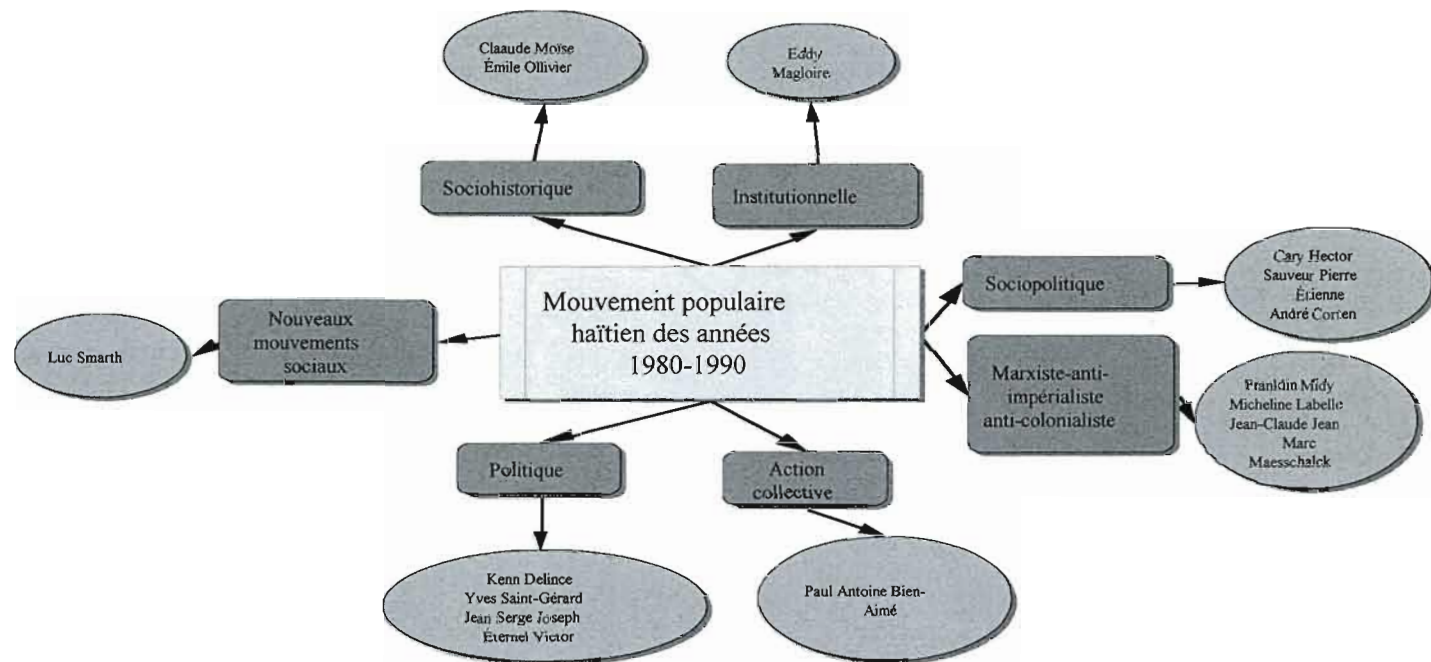 Claaude Moïse
Émile Ollivier
Eddy
Magloire
Sociohistorique
Institutionnelle
Cary Hector
Sauveur Pierre
Étienne
André Corten
Sociopolitique
Mouvement populaire
haïtien des années
1980-1990
Nouveaux
mouvements
sociaux
Luc Smarth
Marxiste-anti-
impérialiste
anti-colonialiste
Franklin Midy
Micheline Labelle
Jean-Claude Jean
Marc
Maesschalck
Politique
Action
collective
Kenn Delince
Yves Saint-Gérard
Jean Serge Joseph
Éternel Victor
Paul Antoine Bien-
Aimé